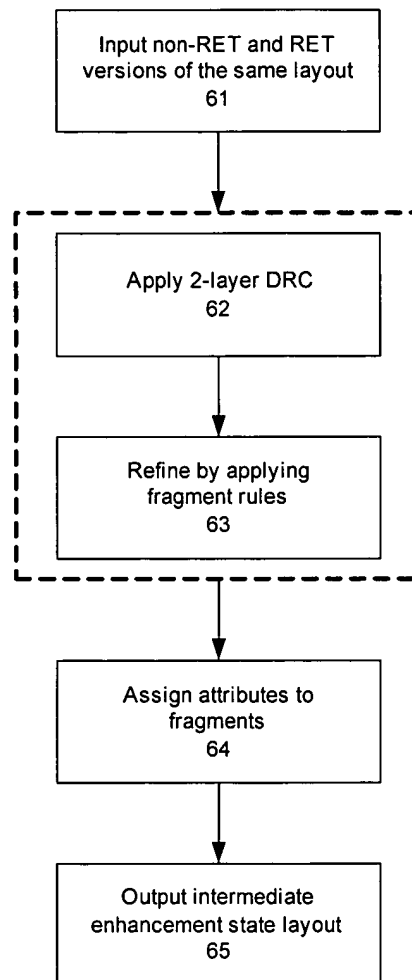 Input non-RET and RET
versions of the same layout
61
Apply 2-layer DRC
62
Refine by applying
fragment rules
63
Assign attributes to
fragments
64
Output intermediate
enhancement state layout
65